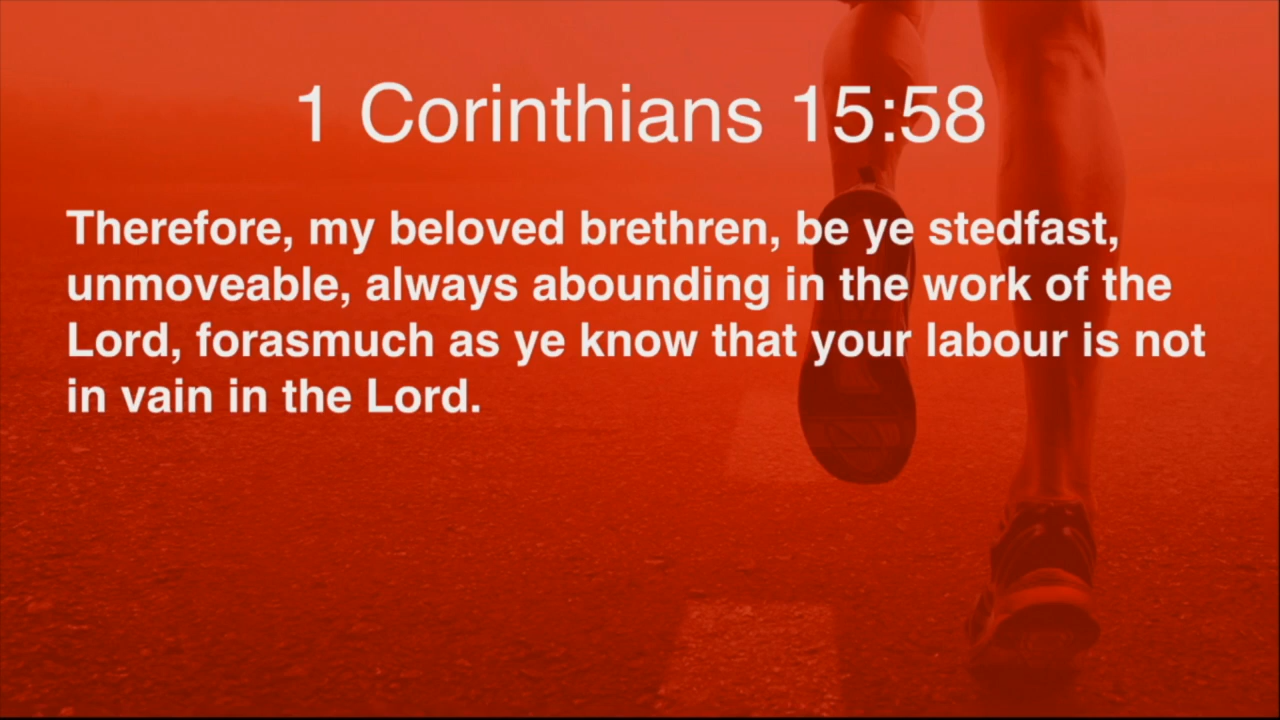 1 Corinthians 15:58
Therefore, my beloved brethren, be ye stedfast,
unmoveable, always abounding in the work of the
Lord, forasmuch as ye know that your labour is not
in vain in the Lord.